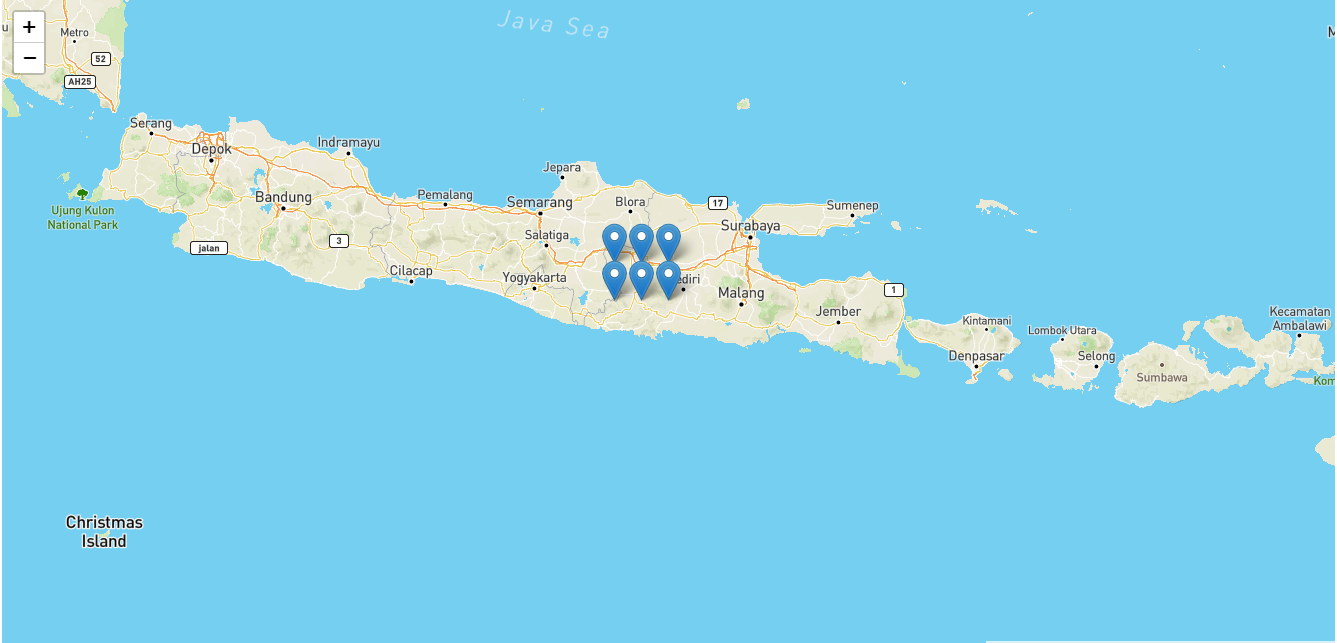 Java Sea
+
−
Metro
52
AH25
Serang
Depok
Indramayu
Jepara
Bandung
Pemalang
Semarang
Blora
17
Sumenep
Ujung Kulon
National Park
Surabaya
Salatiga
jalan
3
Cilacap
Yogyakarta
ediri
Malang
1
Jember
Kintamani
Lombok Utara
Kecamatan
Ambalawi
Denpasar
Selong
Sumbawa
Kom
Christmas
Island